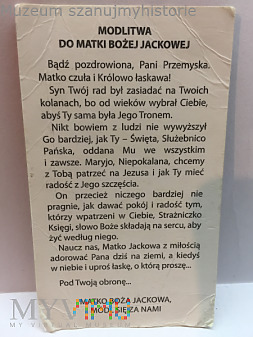 Muzeum szanujmyhistorie
MODLITWA
DO MATKI BOŻEJ JACKOWEJ
Bądź pozdrowiona, Pani Przemyska.
Matko czuła i Królowo łaskawa!
Syn Twój rad był zasiadać na Twoich
kolanach, bo od wieków wybrał Ciebie,
abyś Ty sama była Jego Tronem.
Nikt bowiem z ludzi nie wywyższył
Go bardziej, jak Ty – Święta, Służebnico
Pańska, oddana Mu we wszystkim
i zawsze. Maryjo, Niepokalana, chcemy
z Tobą patrzeć na Jezusa i jak Ty mieć
radość z Jego szczęścia.
On przecież niczego bardziej nie
pragnie, jak dawać pokój i radość tym,
którzy wpatrzeni w Ciebie, Strażniczko
Księgi, słowo Boże składają na sercu, aby
żyć według niego.
Naucz nas, Matko Jackowa z miłością
adorować Pana dziś na ziemi, a kiedyś
w niebie i uproś łaskę, o którą proszę...
Pod Twoją obronę...
MATKO BOŻA JACKOWA,
MÓDL SIĘ ZA NAMI